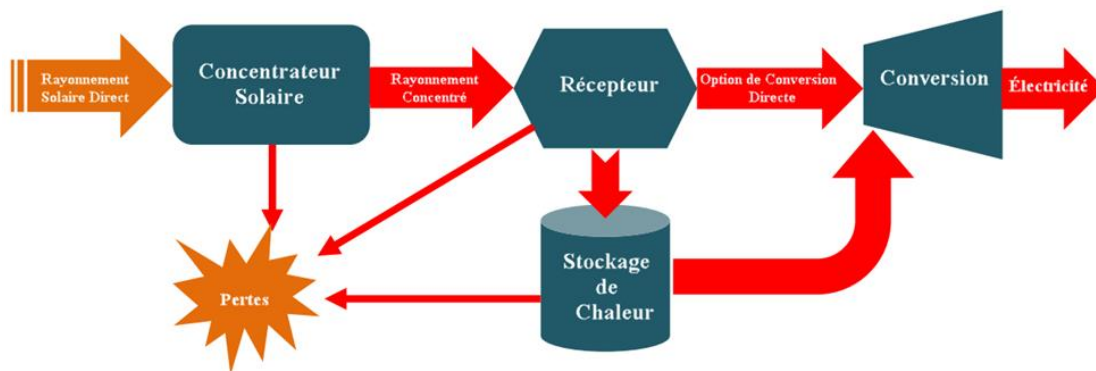 Rayonnement
Solaire Direct
Concentrateur
Solaire
Rayonnement
Concentré
Récepteur
Option de Conversion
Directe
Conversion
Électricité
Pertes
Stockage
de
Chaleur